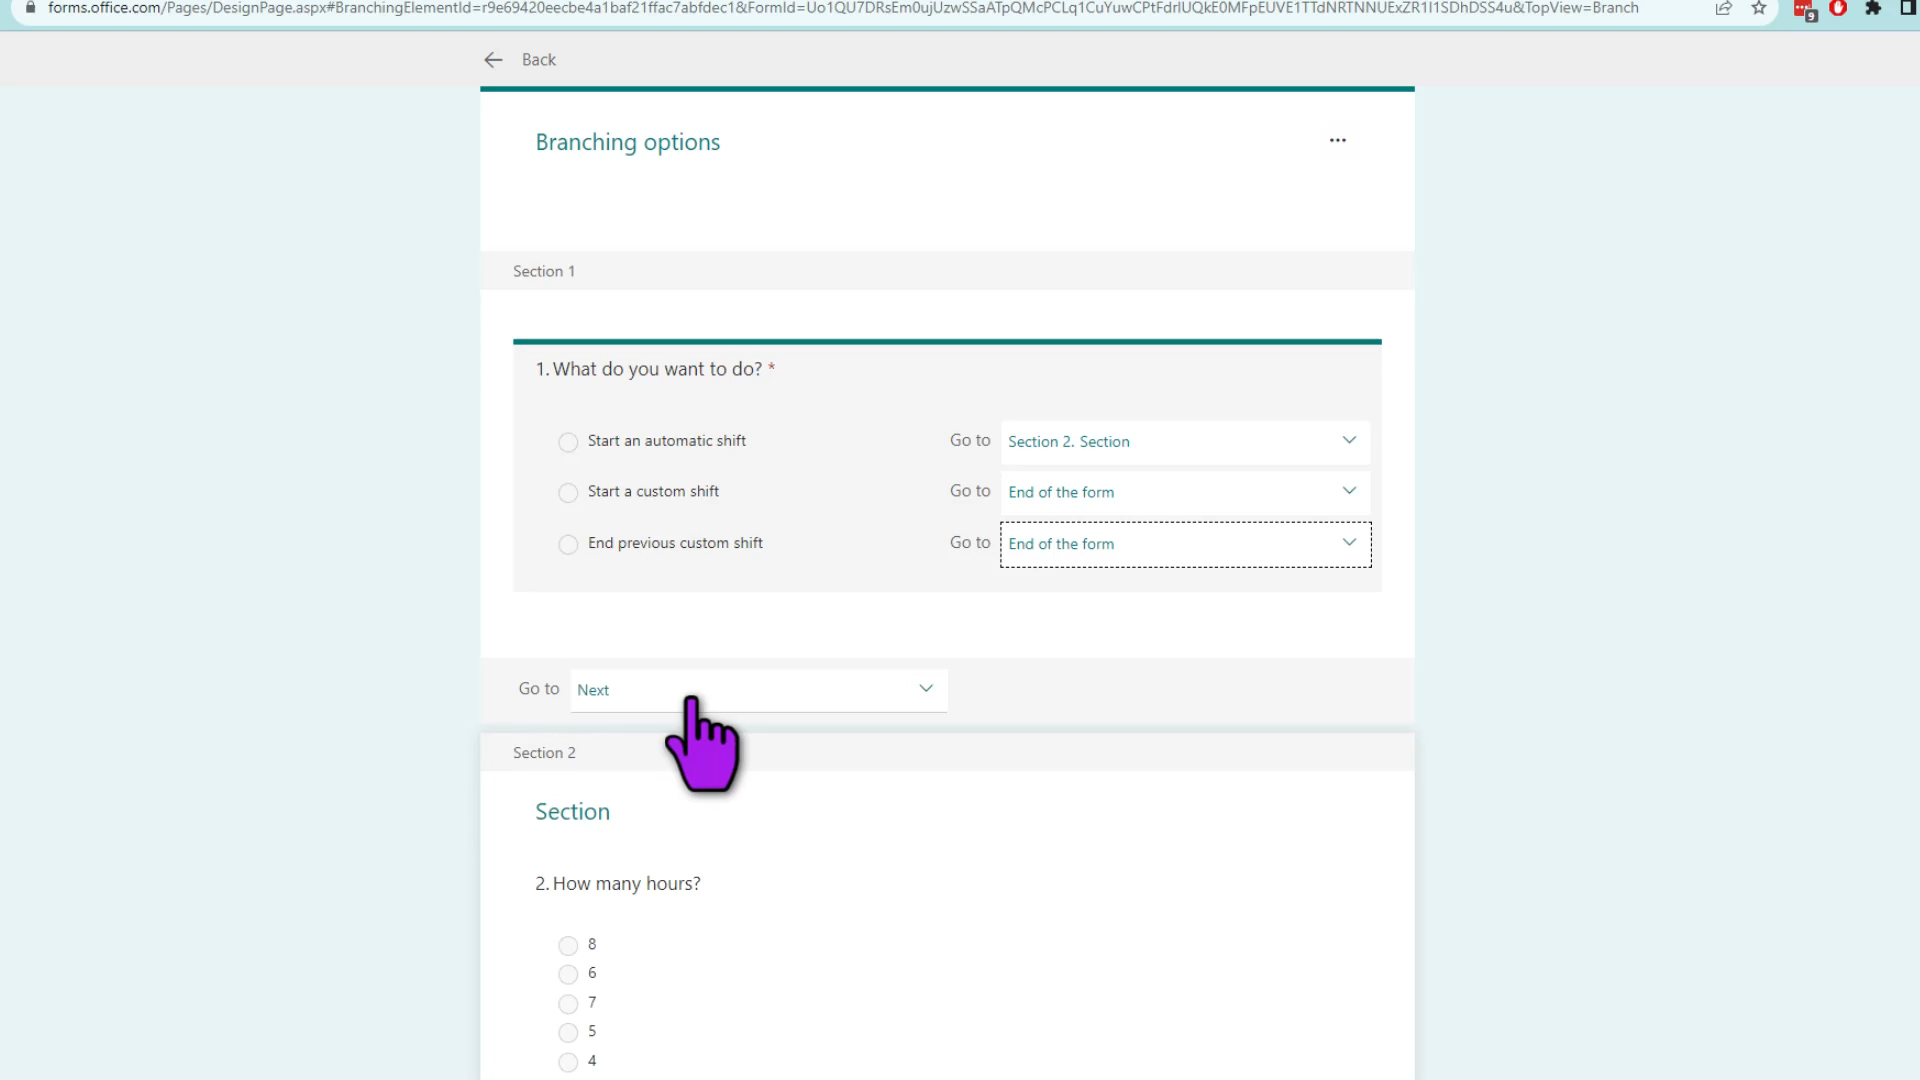 forms.office.com/Pages/DesignPage.aspx#BranchingElementId=r9e69420eecbe4a1baf21ffac7abfdec1&FormId=Uo1QU7DRsEm0ujUzwSSaATpQMcPCLq1CuYuwCPtFdrlUQkE0MFpEUVE1TTdNRTNNUExZR1I1SDhDSS4u&TopView=Branch
9
Back
Branching options
Section 1
1. What do you want to do? *
Start an automatic shift Go to Section 2. Section
Start a custom shift Go to End of the form
End previous custom shift Go to End of the form
Go to Next
Section 2
Section
2. How many hours?
8
6
7
5
4